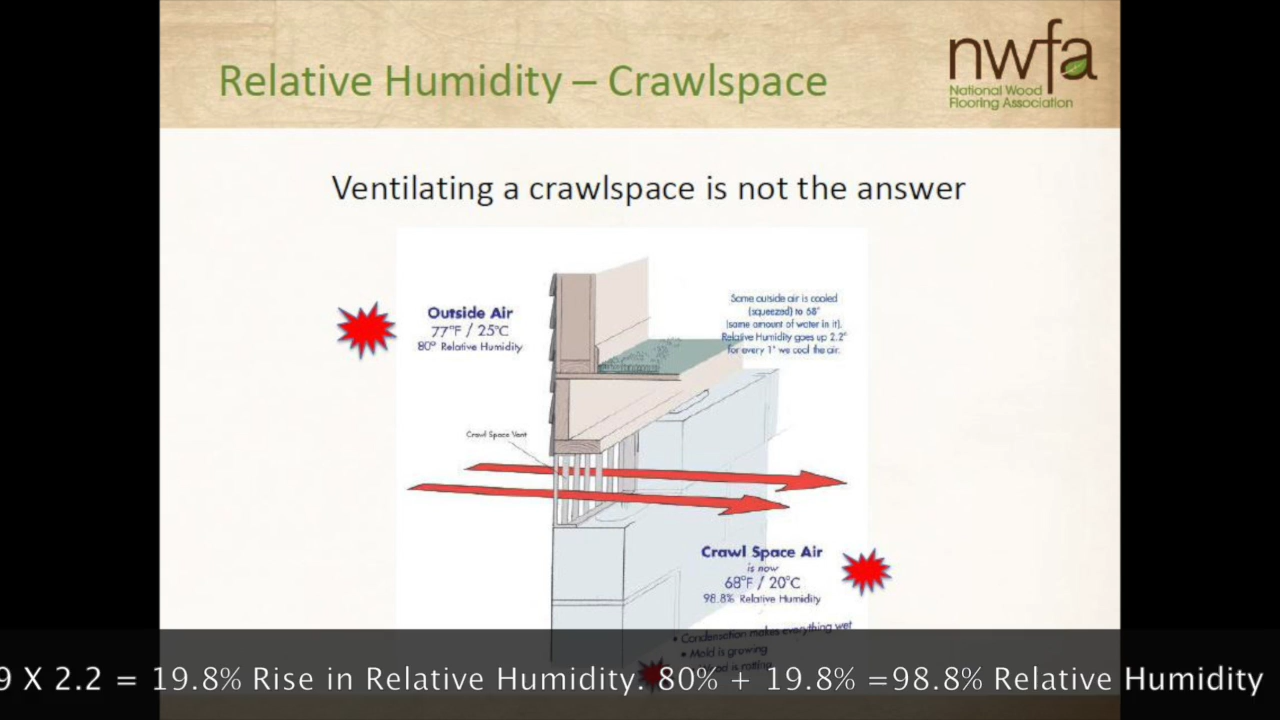 Relative Humidity – Crawlspace
nwfa
National Wood
Flooring Association
Ventilating a crawlspace is not the answer
Outside Air
77°F / 25°C
80° Relative Humidity
Same outside air is cooled
(squeezed) to 68°
(same amount of water in it).
Relative Humidity goes up 2.2°
for every 1° we cool the air.
Crawl Space Vent
Crawl Space Air
is now
68°F / 20°C
98.8% Relative Humidity
• Condensation makes everything wet
• Mold is growing
Wood is rotting
9 X 2.2 = 19.8% Rise in Relative Humidity. 80% + 19.8% =98.8% Relative Humidity